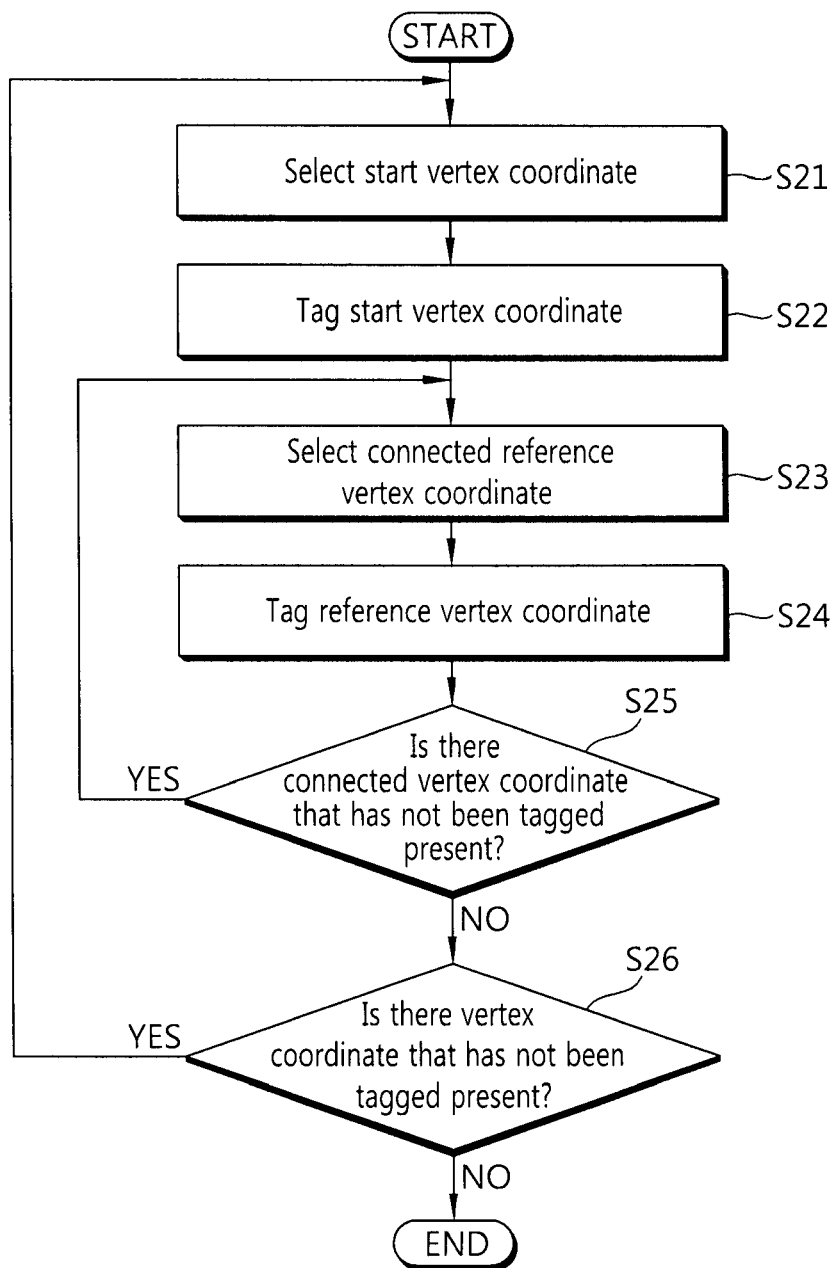 START
Select start vertex coordinate
S21
Tag start vertex coordinate
S22
Select connected reference
vertex coordinate
S23
Tag reference vertex coordinate
S24
S25
Is there
connected vertex coordinate
that has not been tagged
present?
YES
NO
S26
Is there vertex
coordinate that has not been
tagged present?
YES
NO
END